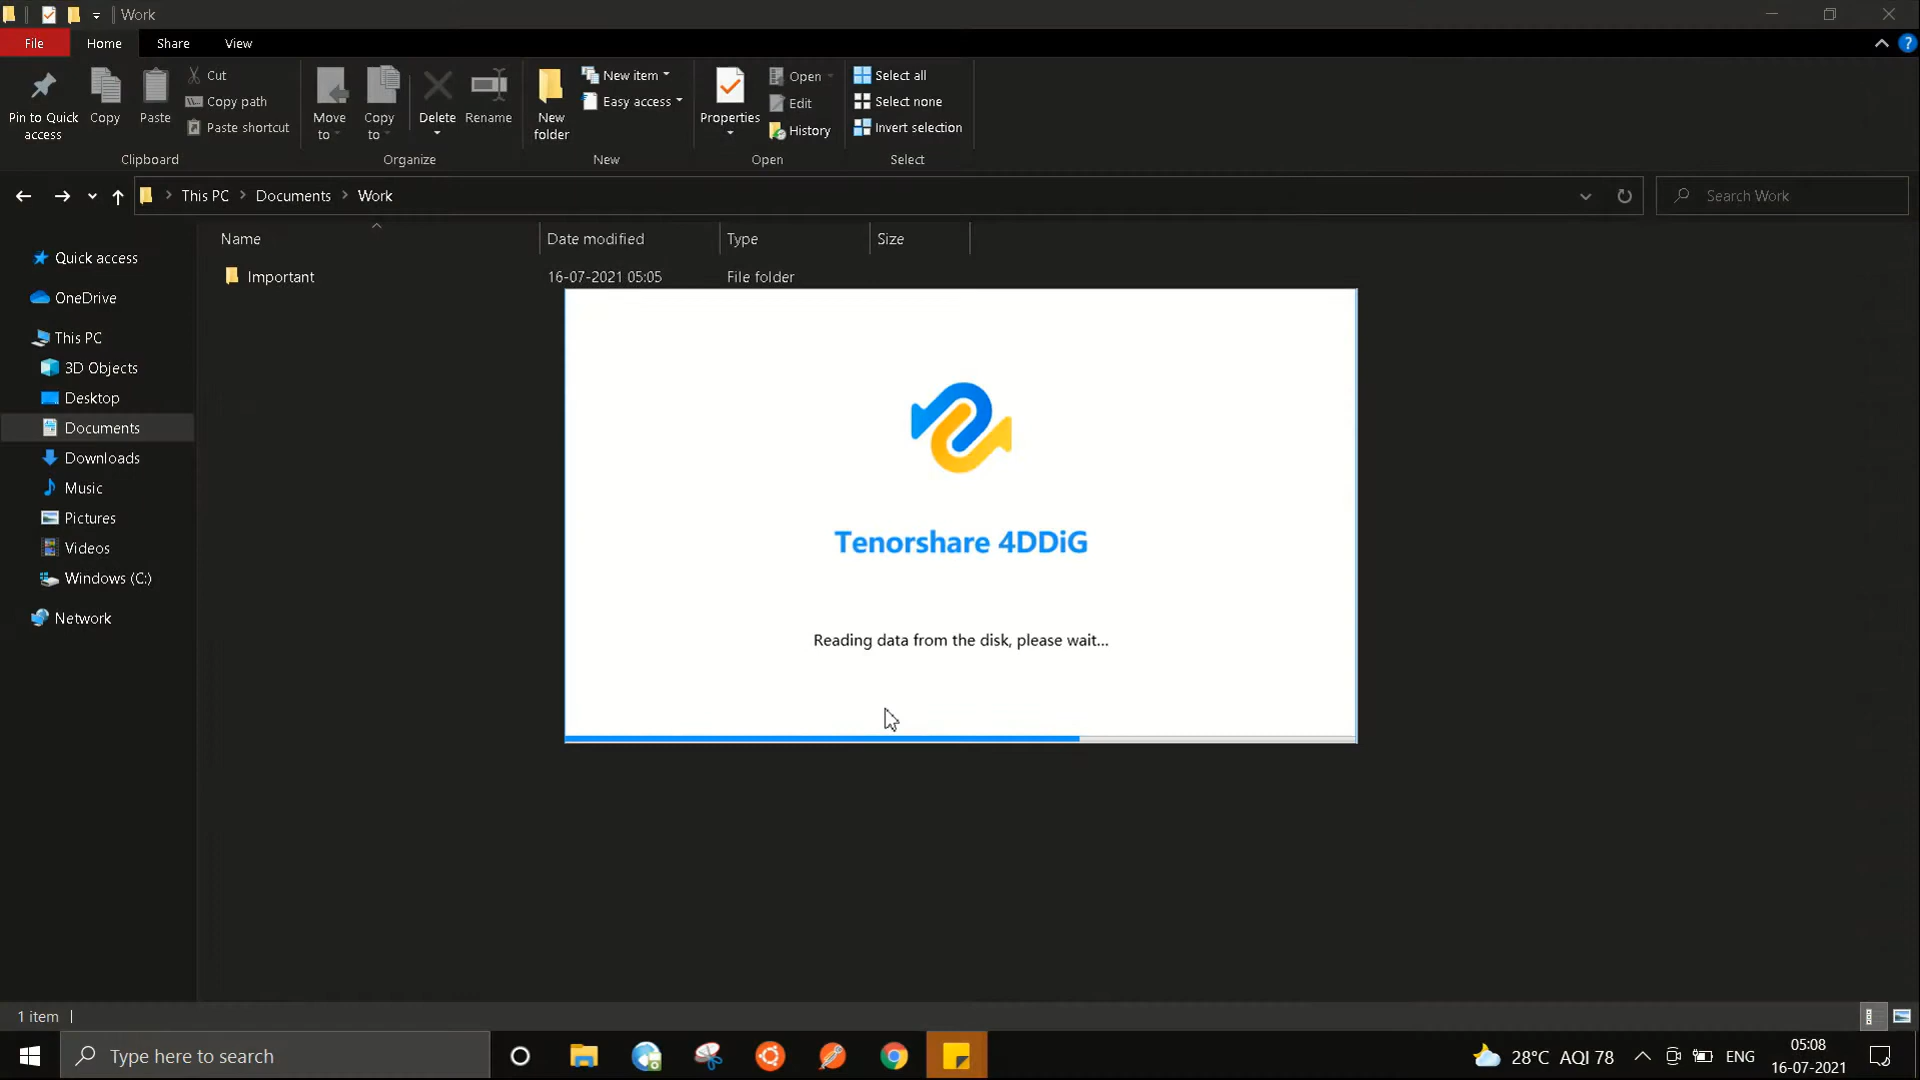 Work
File Home Share View
Pin to Quick access
Copy
Paste
Cut
Copy path
Paste shortcut
Clipboard
Move to
Copy to
Delete
Rename
Organize
New folder
New item
Easy access
New
Properties
Open
Edit
History
Open
Select all
Select none
Invert selection
Select
This PC > Documents > Work
Search Work
Name Date modified Type Size
Important 16-07-2021 05:05 File folder
Quick access
OneDrive
This PC
3D Objects
Desktop
Documents
Downloads
Music
Pictures
Videos
Windows (C:)
Network
Tenorshare 4DDiG
Reading data from the disk, please wait...
1 item
Type here to search
28°C AQI 78
ENG
05:08
16-07-2021